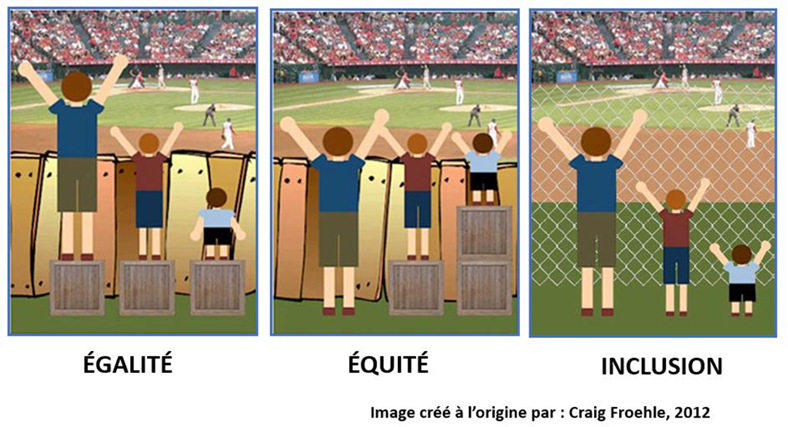 ÉGALITÉ
ÉQUITÉ
INCLUSION
Image créé à l’origine par : Craig Froehle, 2012